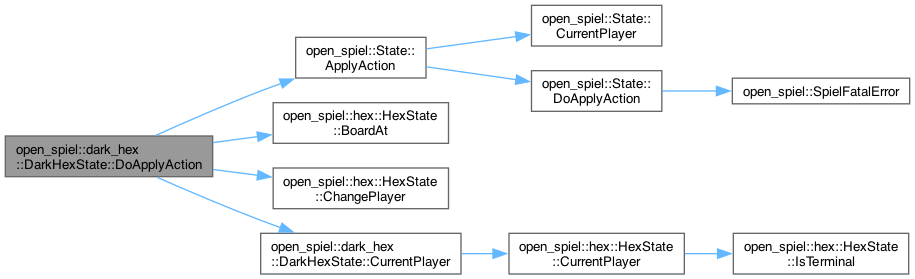 open_spiel::dark_hex
::DarkHexState::DoApplyAction
open_spiel::State::
ApplyAction
open_spiel::State::
CurrentPlayer
open_spiel::State::
DoApplyAction
open_spiel::SpielFatalError
open_spiel::hex::HexState
::BoardAt
open_spiel::hex::HexState
::ChangePlayer
open_spiel::dark_hex
::DarkHexState::CurrentPlayer
open_spiel::hex::HexState
::CurrentPlayer
open_spiel::hex::HexState
::IsTerminal